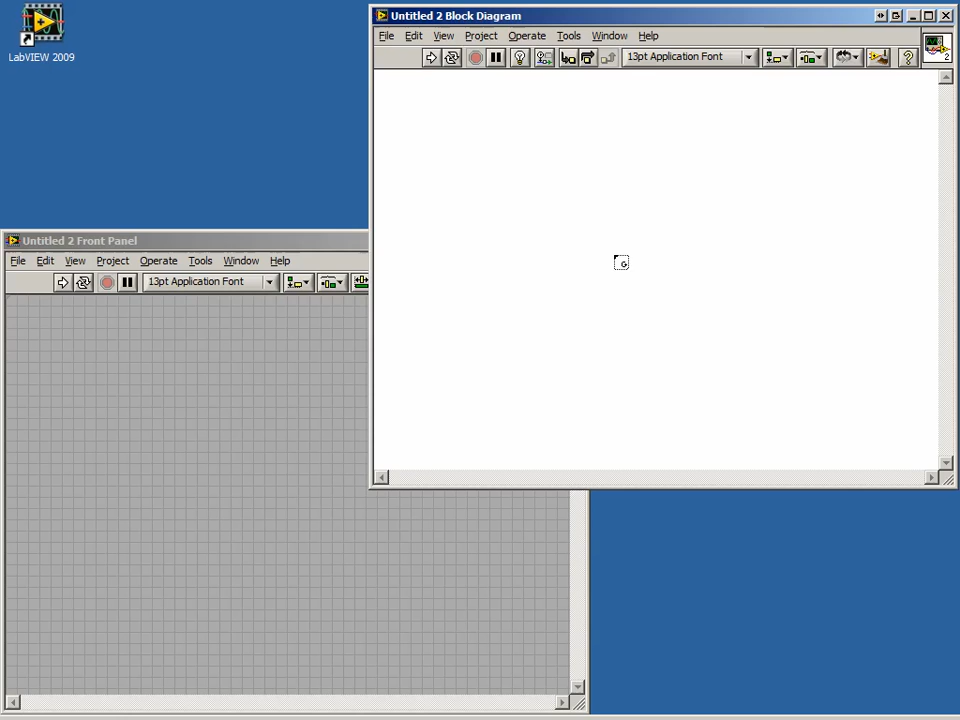 LabVIEW 2009
Untitled 2 Block Diagram
File Edit View Project Operate Tools Window Help
13pt Application Font
2
Untitled 2 Front Panel
File Edit View Project Operate Tools Window Help
13pt Application Font